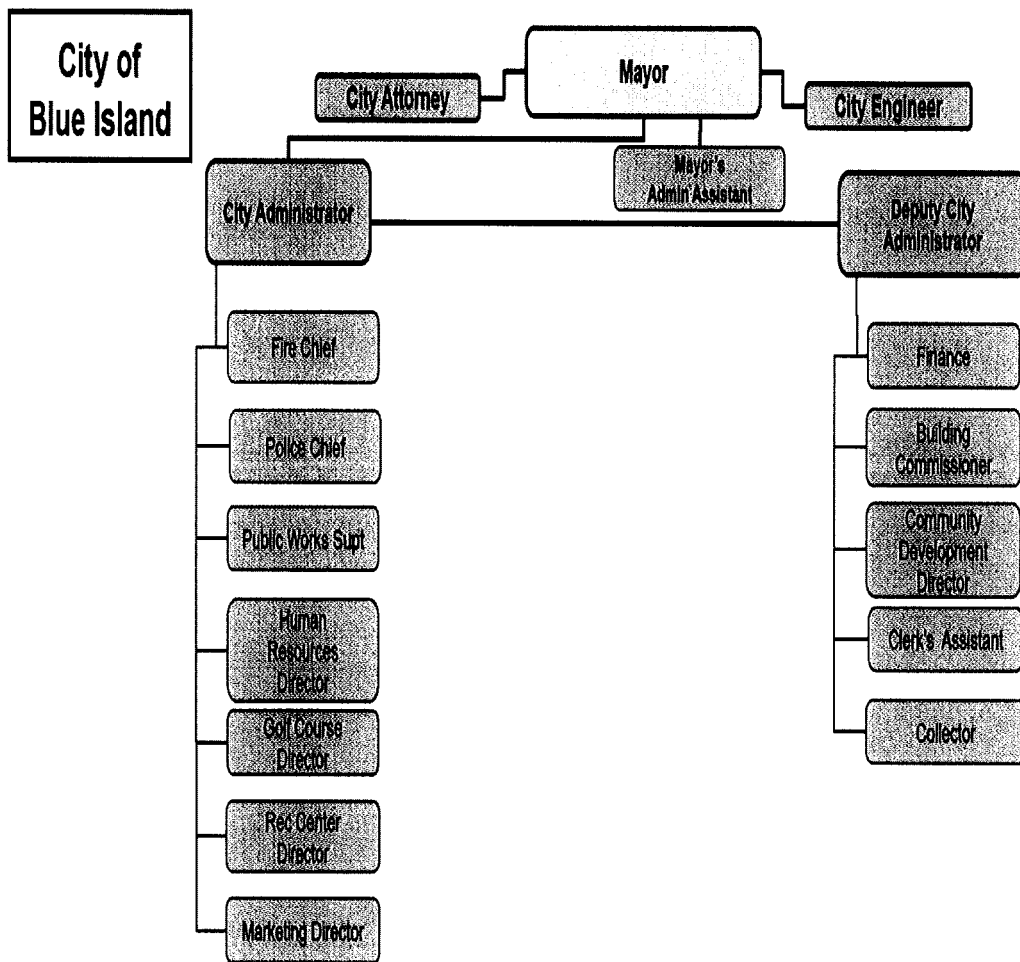 City of
Blue Island
Mayor
City Attorney
City Engineer
Mayor's
Admin Assistant
City Administrator
Deputy City
Administrator
Fire Chief
Police Chief
Public Works Supt
Human
Resources
Director
Golf Course
Director
Rec Center
Director
Marketing Director
Finance
Building
Commissioner
Community
Development
Director
Clerk's Assistant
Collector